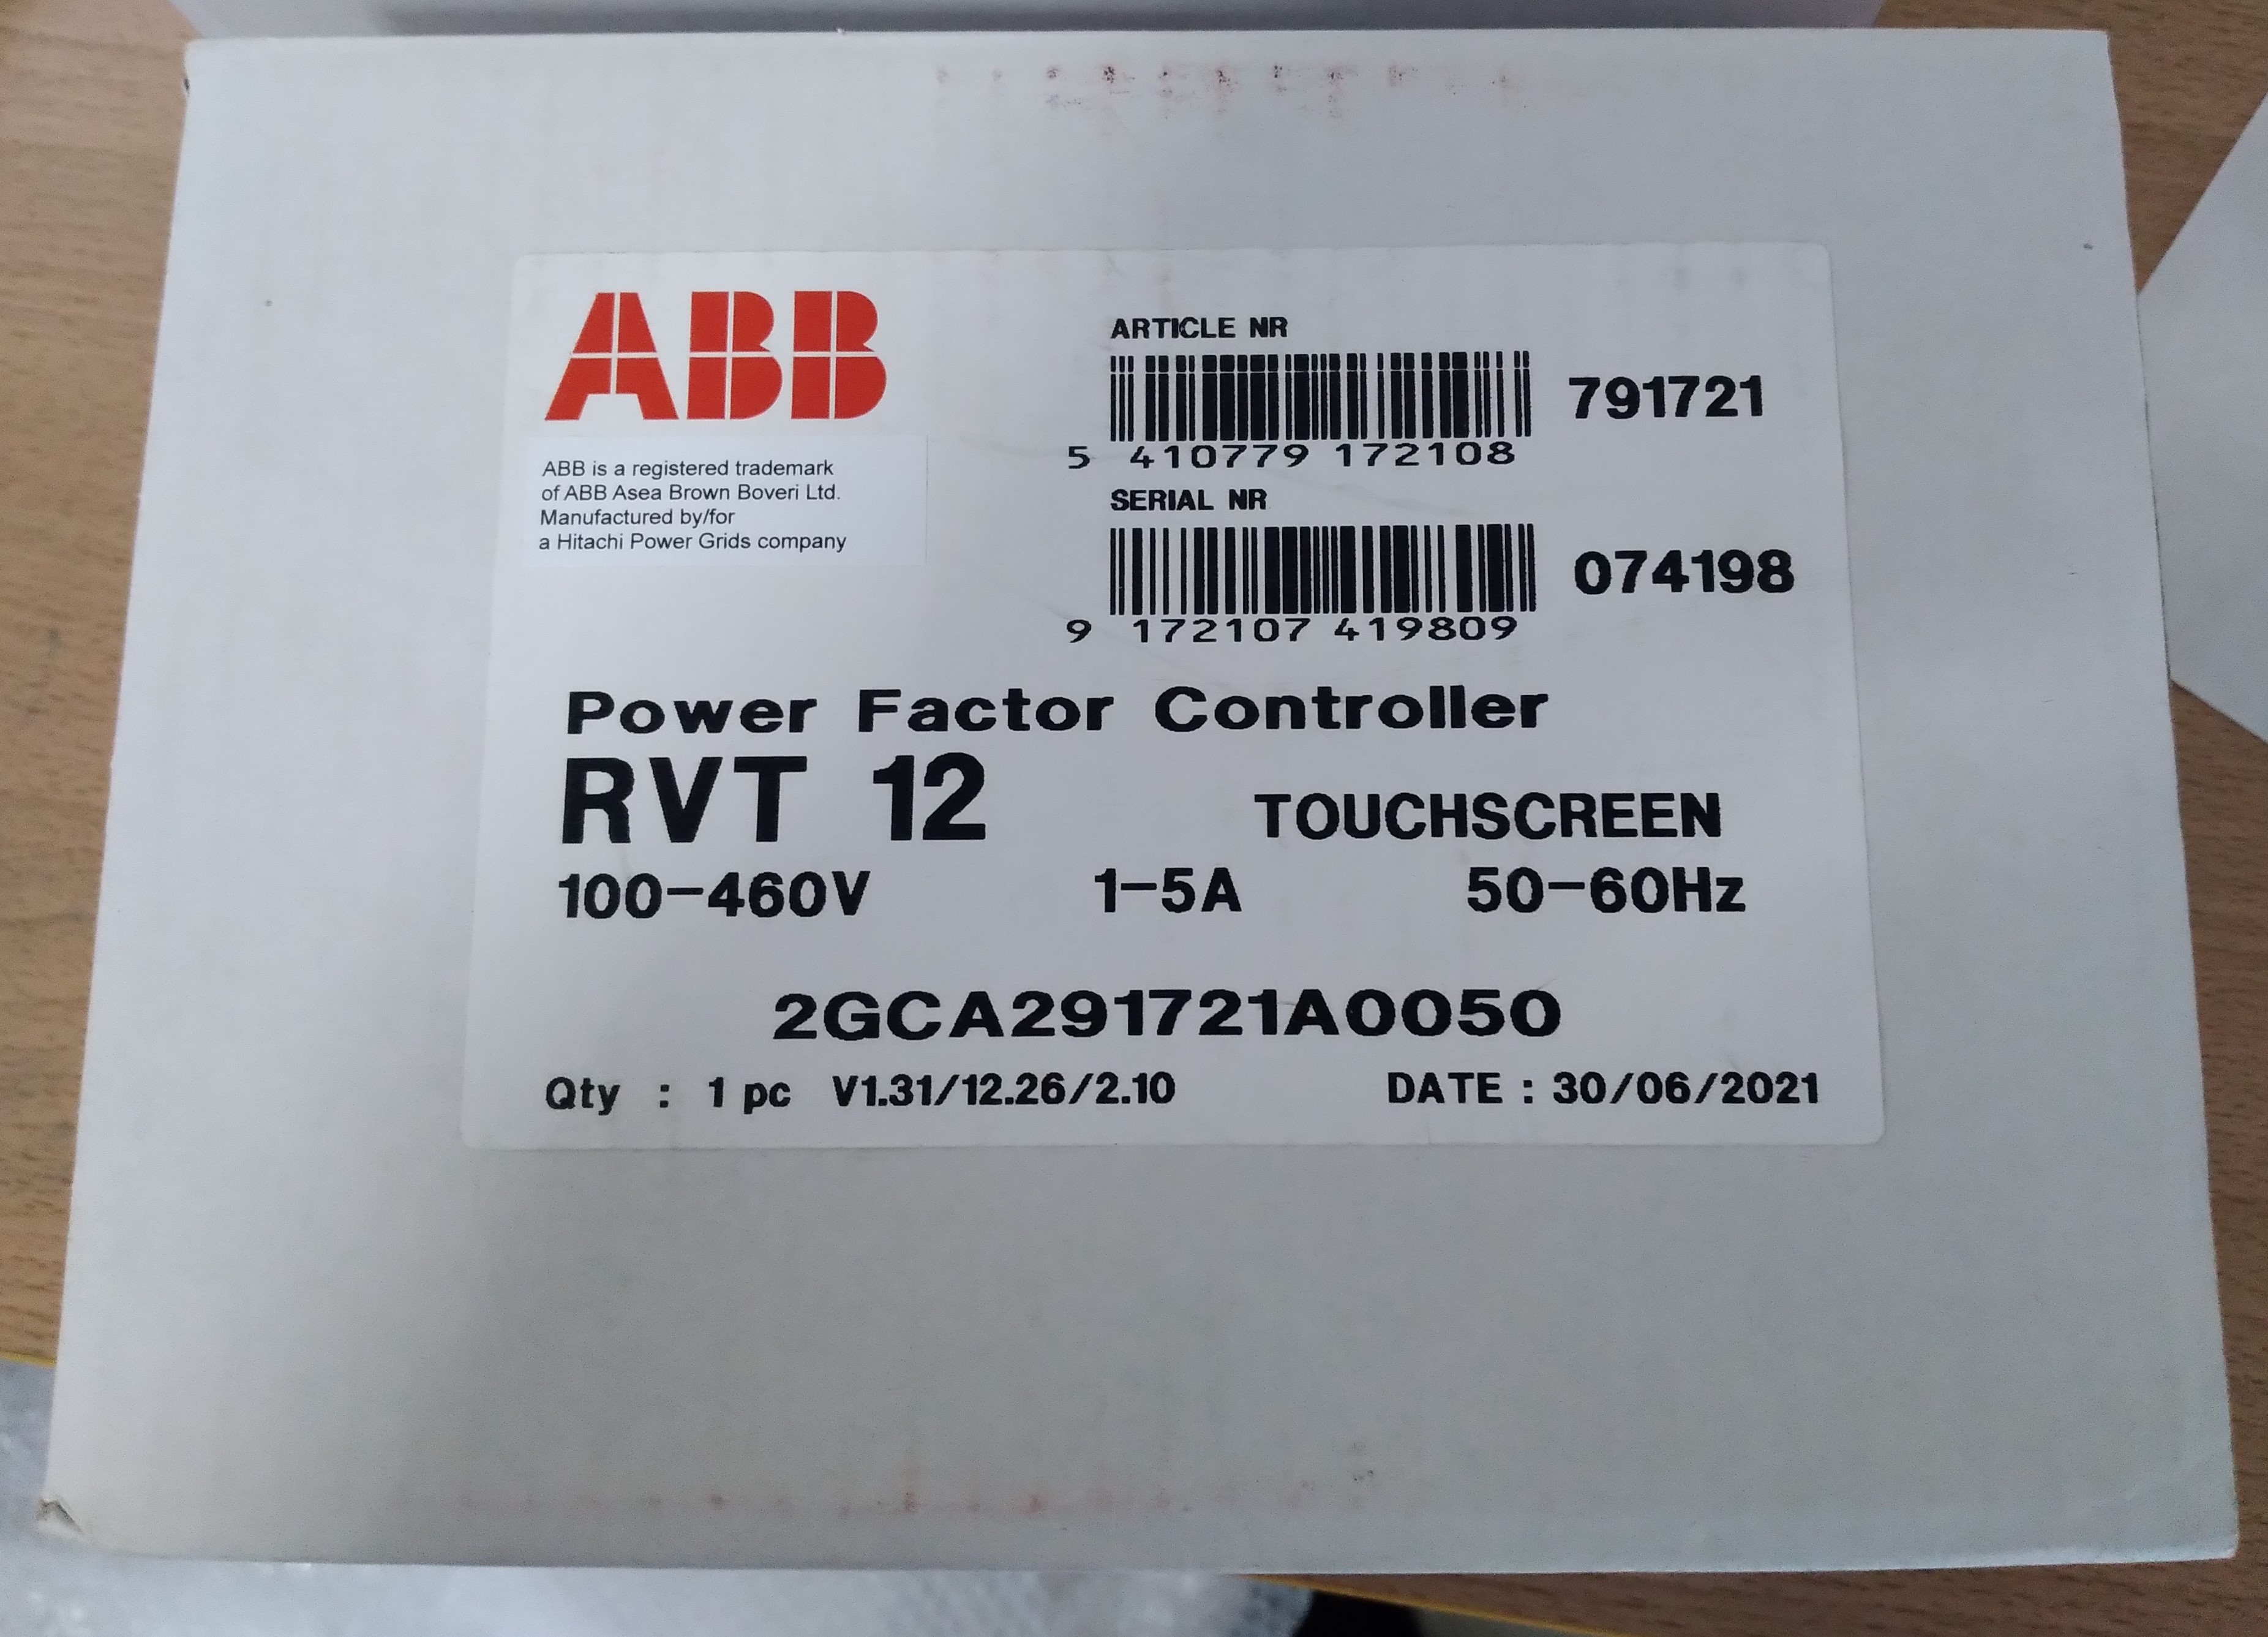 ABB
ABB is a registered trademark
of ABB Asea Brown Boveri Ltd.
Manufactured by/for
a Hitachi Power Grids company
ARTICLE NR
791721
5 410779 172108
SERIAL NR
074198
9 172107 419809
Power Factor Controller
RVT 12 TOUCHSCREEN
100-460V 1-5A 50-60Hz
2GCA291721A0050
Qty : 1 pc V1.31/12.26/2.10 DATE : 30/06/2021